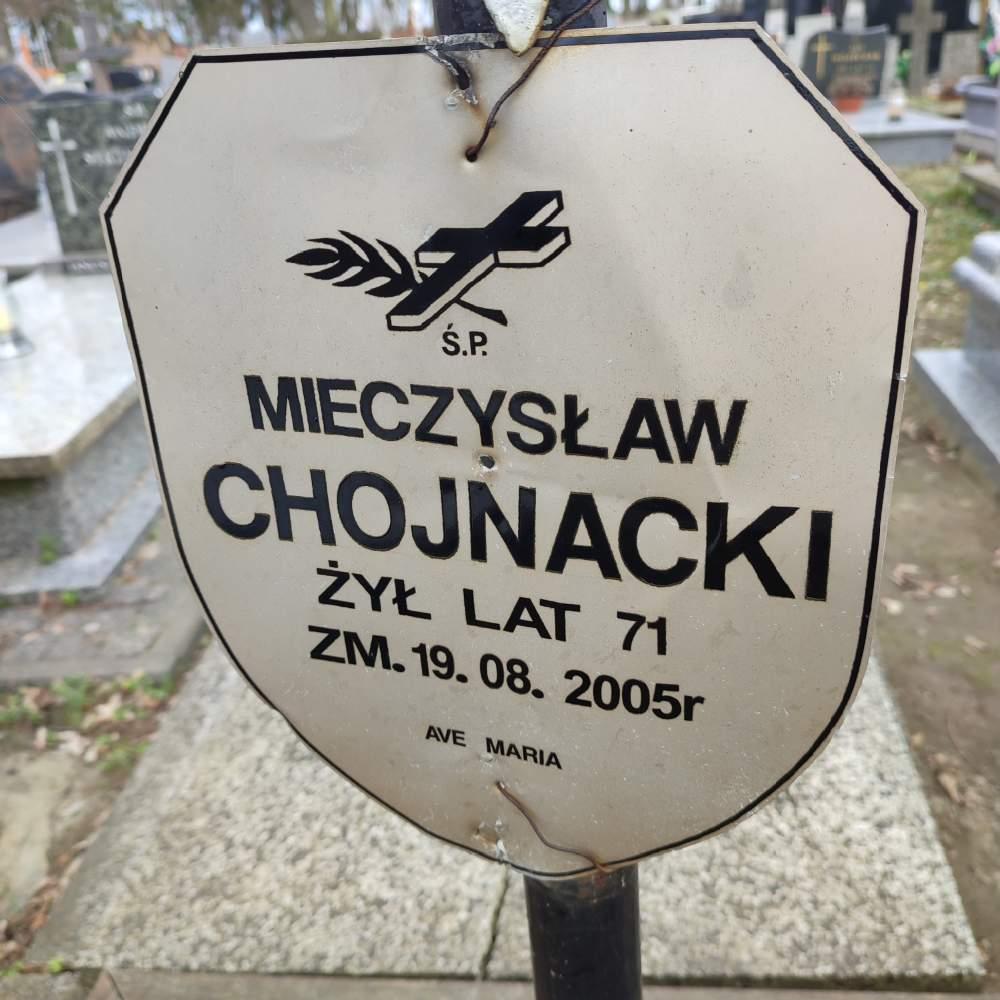 Ś.P.
MIECZYSŁAW
CHOJNACKI
ŻYŁ LAT 71
ZM. 19. 08. 2005r
AVE MARIA